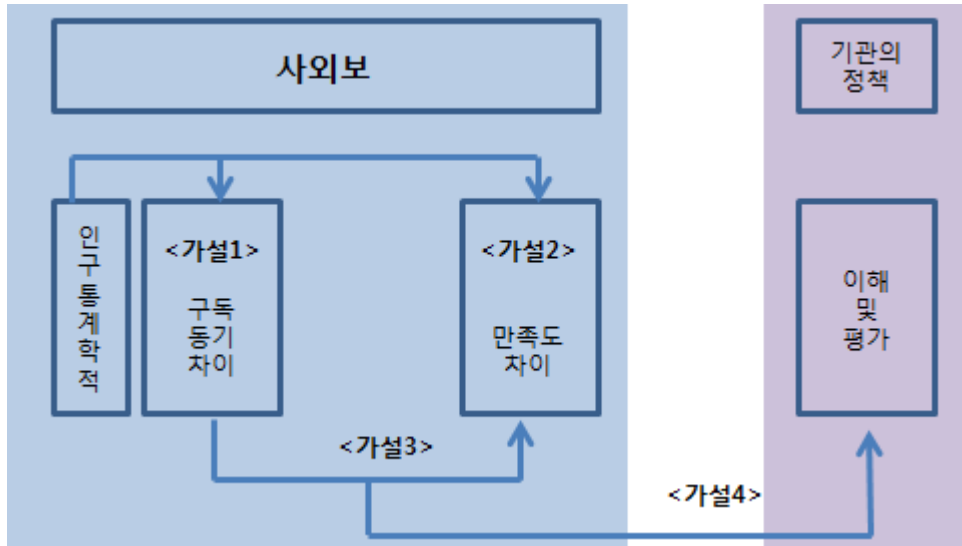 사외보
기관의
정책
인
구
통
계
학
적
<가설1>
구독
동기
차이
<가설2>
만족도
차이
이해
및
평가
<가설3>
<가설4>